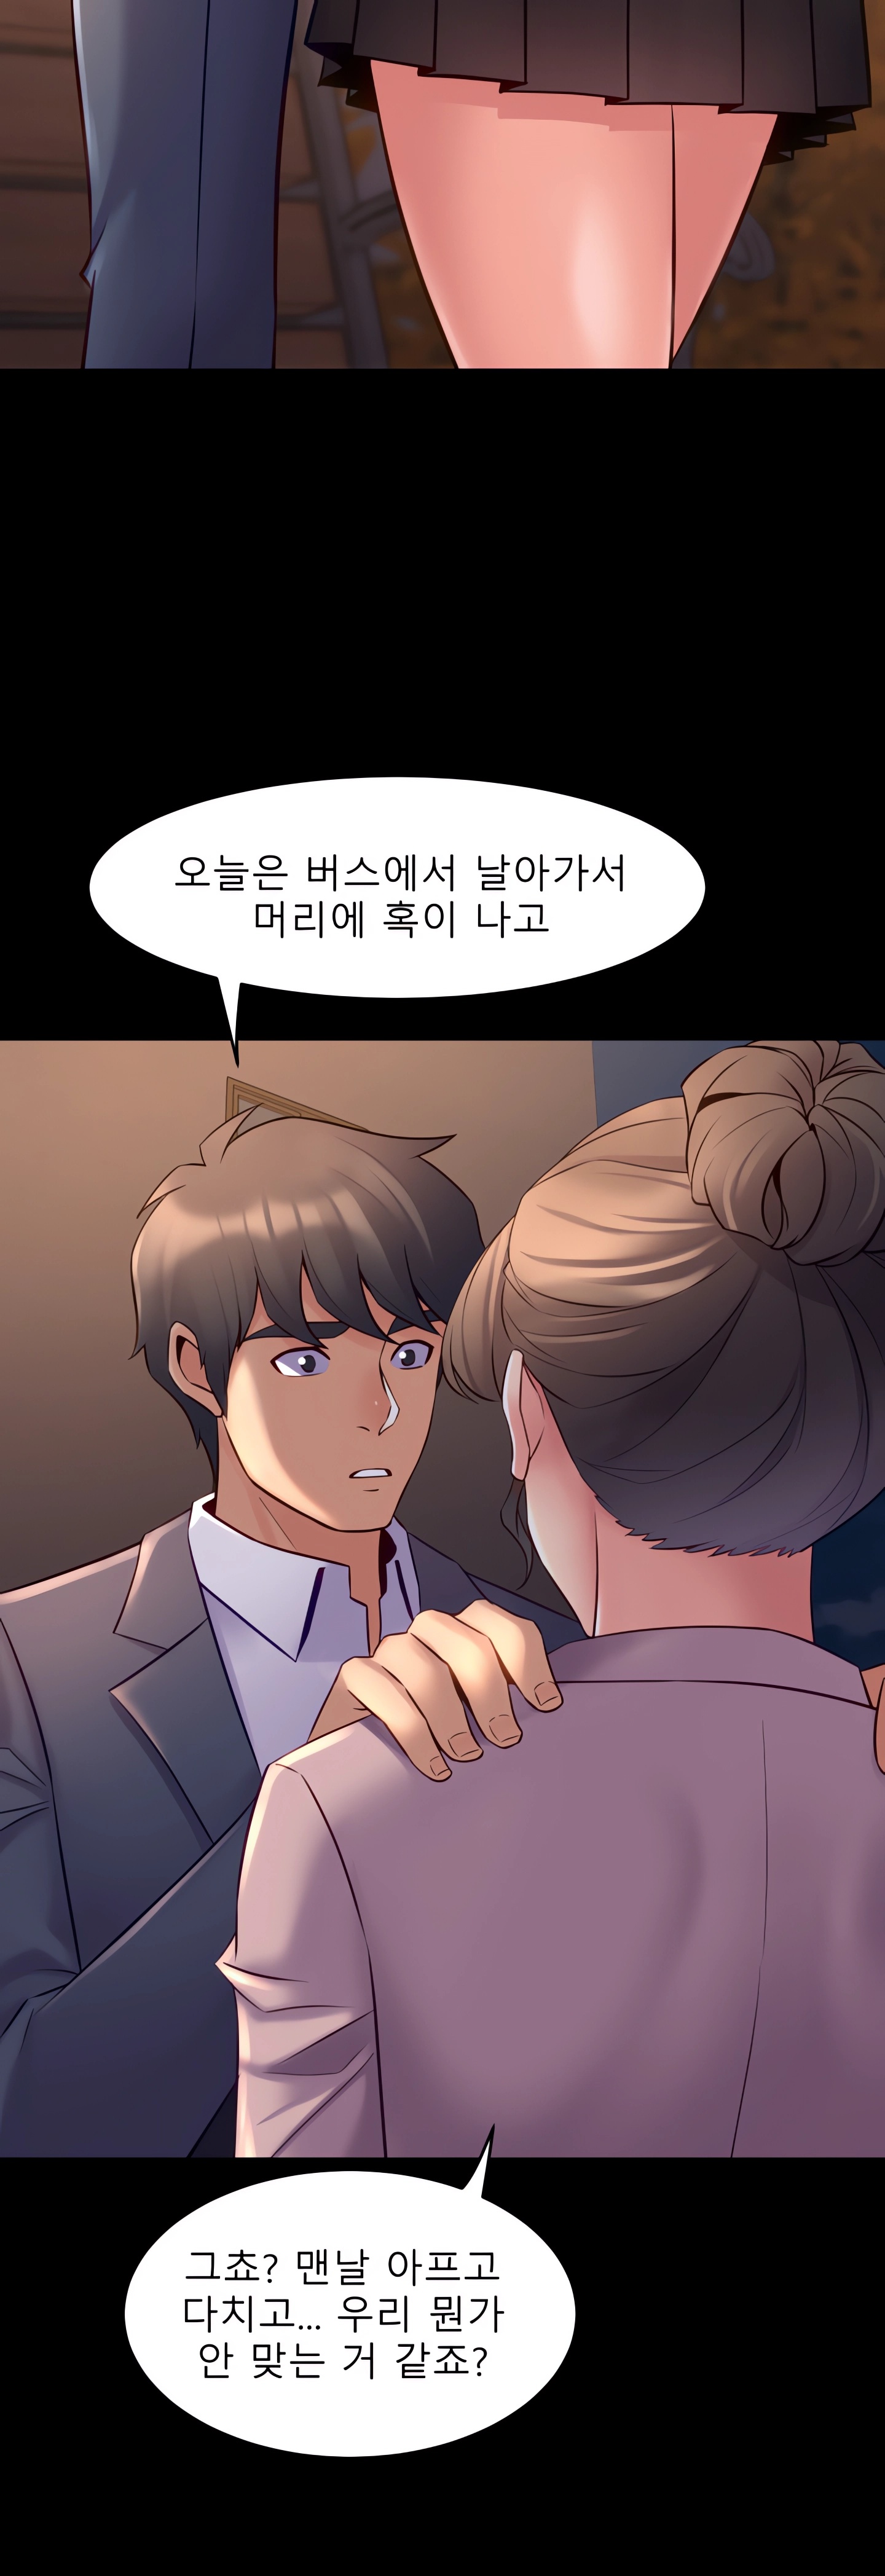 오늘은 버스에서 날아가서
머리에 혹이 나고
그쵸? 맨날 아프고
다치고... 우리 뭔가
안 맞는 거 같죠?